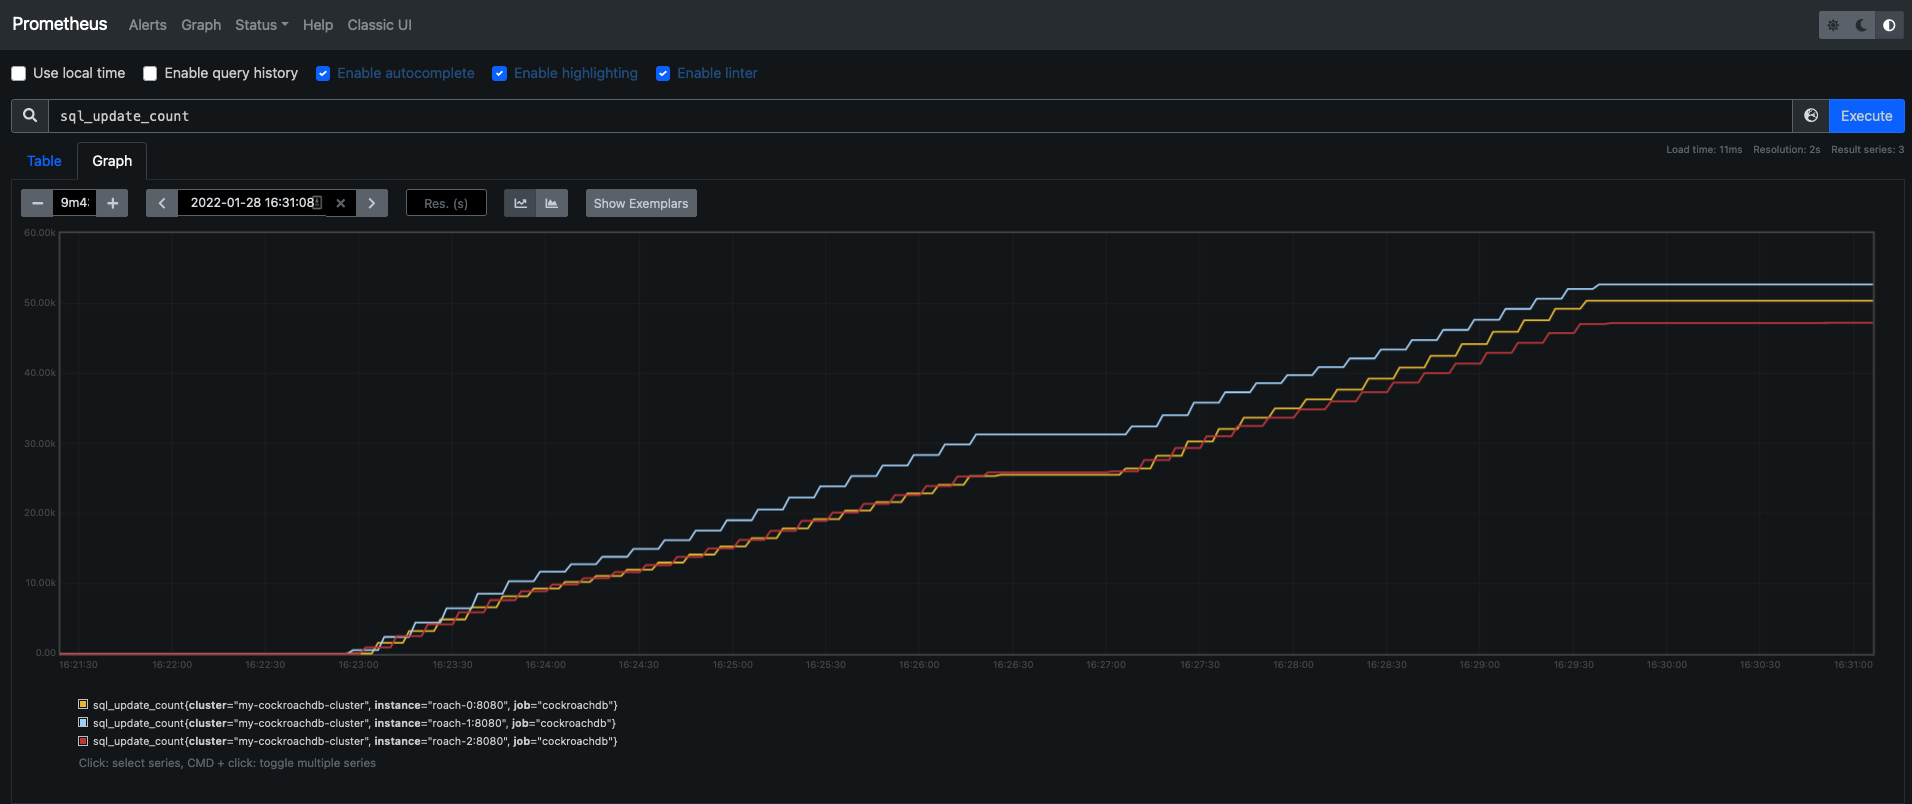 Prometheus Alerts Graph Status Help Classic UI
Use local time Enable query history Enable autocomplete Enable highlighting Enable linter
sql_update_count Execute
Load time: 11ms Resolution: 2s Result series: 3
Table Graph
9m4 2022-01-28 16:31:08 Res. (s) Show Exemplars
60.00k
50.00k
40.00k
30.00k
20.00k
10.00k
0.00
16:21:30 16:22:00 16:22:30 16:23:00 16:23:30 16:24:00 16:24:30 16:25:00 16:25:30 16:26:00 16:26:30 16:27:00 16:27:30 16:28:00 16:28:30 16:29:00 16:29:30 16:30:00 16:30:30 16:31:00
sql_update_count{cluster="my-cockroachdb-cluster", instance="roach-0:8080", job="cockroachdb"}
sql_update_count{cluster="my-cockroachdb-cluster", instance="roach-1:8080", job="cockroachdb"}
sql_update_count{cluster="my-cockroachdb-cluster", instance="roach-2:8080", job="cockroachdb"}
Click: select series, CMD + click: toggle multiple series